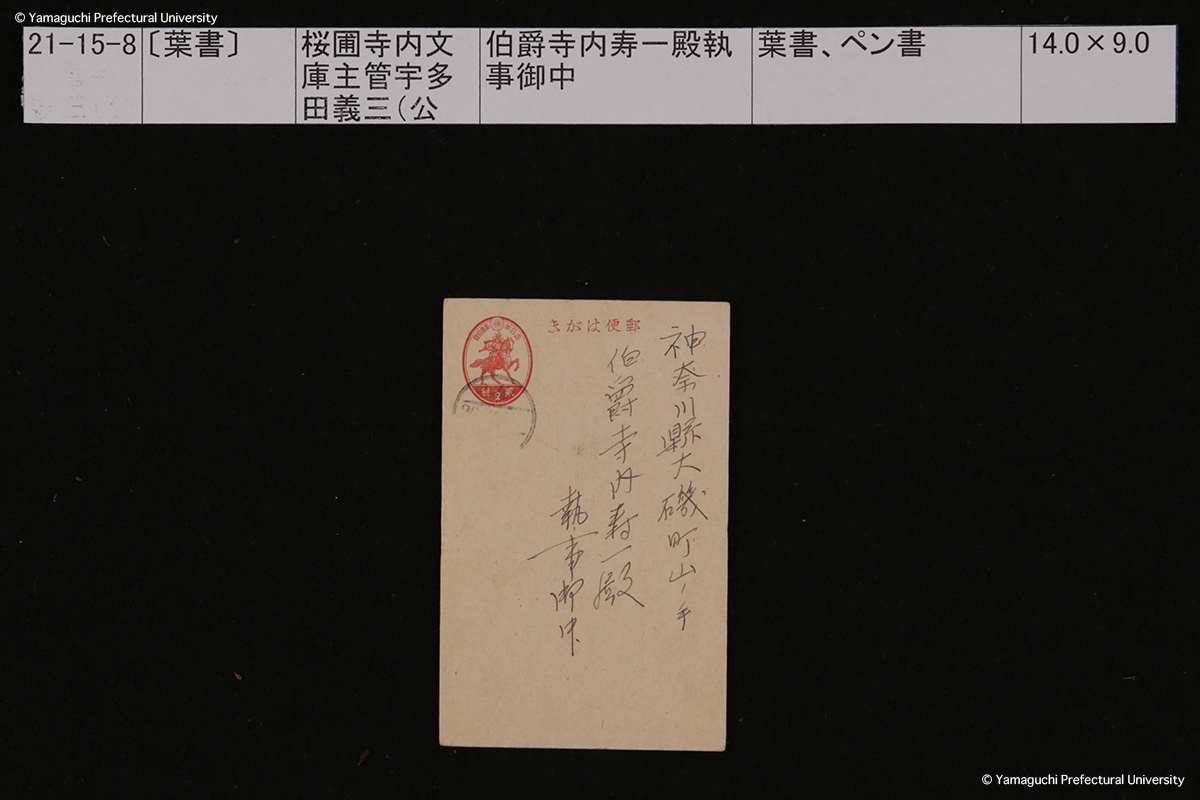 © Yamaguchi Prefectural University
21-15-8
〔葉書〕
桜圃寺内文
庫主管宇多
田義三(公
伯爵寺内寿一殿執
事御中
葉書、ペン書
14.0×9.0
郵便はがき
神奈川縣大磯町山ノ手
伯爵寺内寿一殿
執事御中
© Yamaguchi Prefectural University